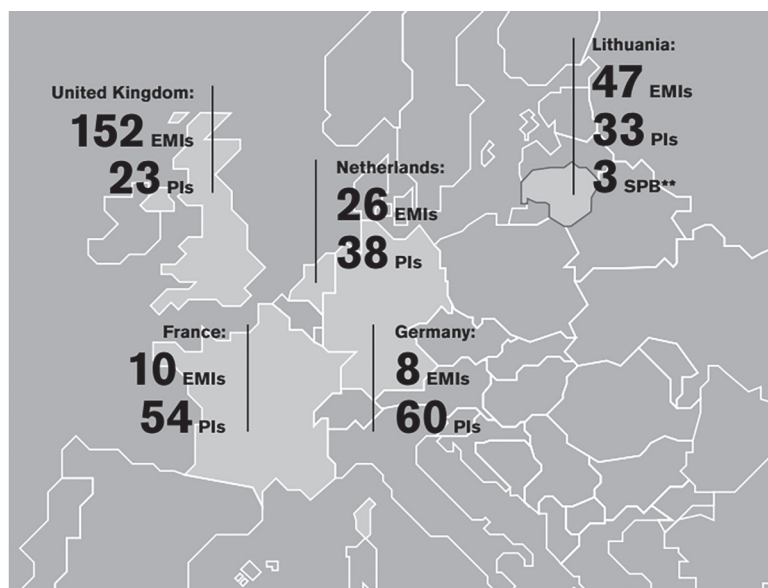 Lithuania:
47 EMIs
33 PIs
3 SPB**
United Kingdom:
152 EMIs
23 PIs
Netherlands:
26 EMIs
38 PIs
France:
10 EMIs
54 PIs
Germany:
8 EMIs
60 PIs